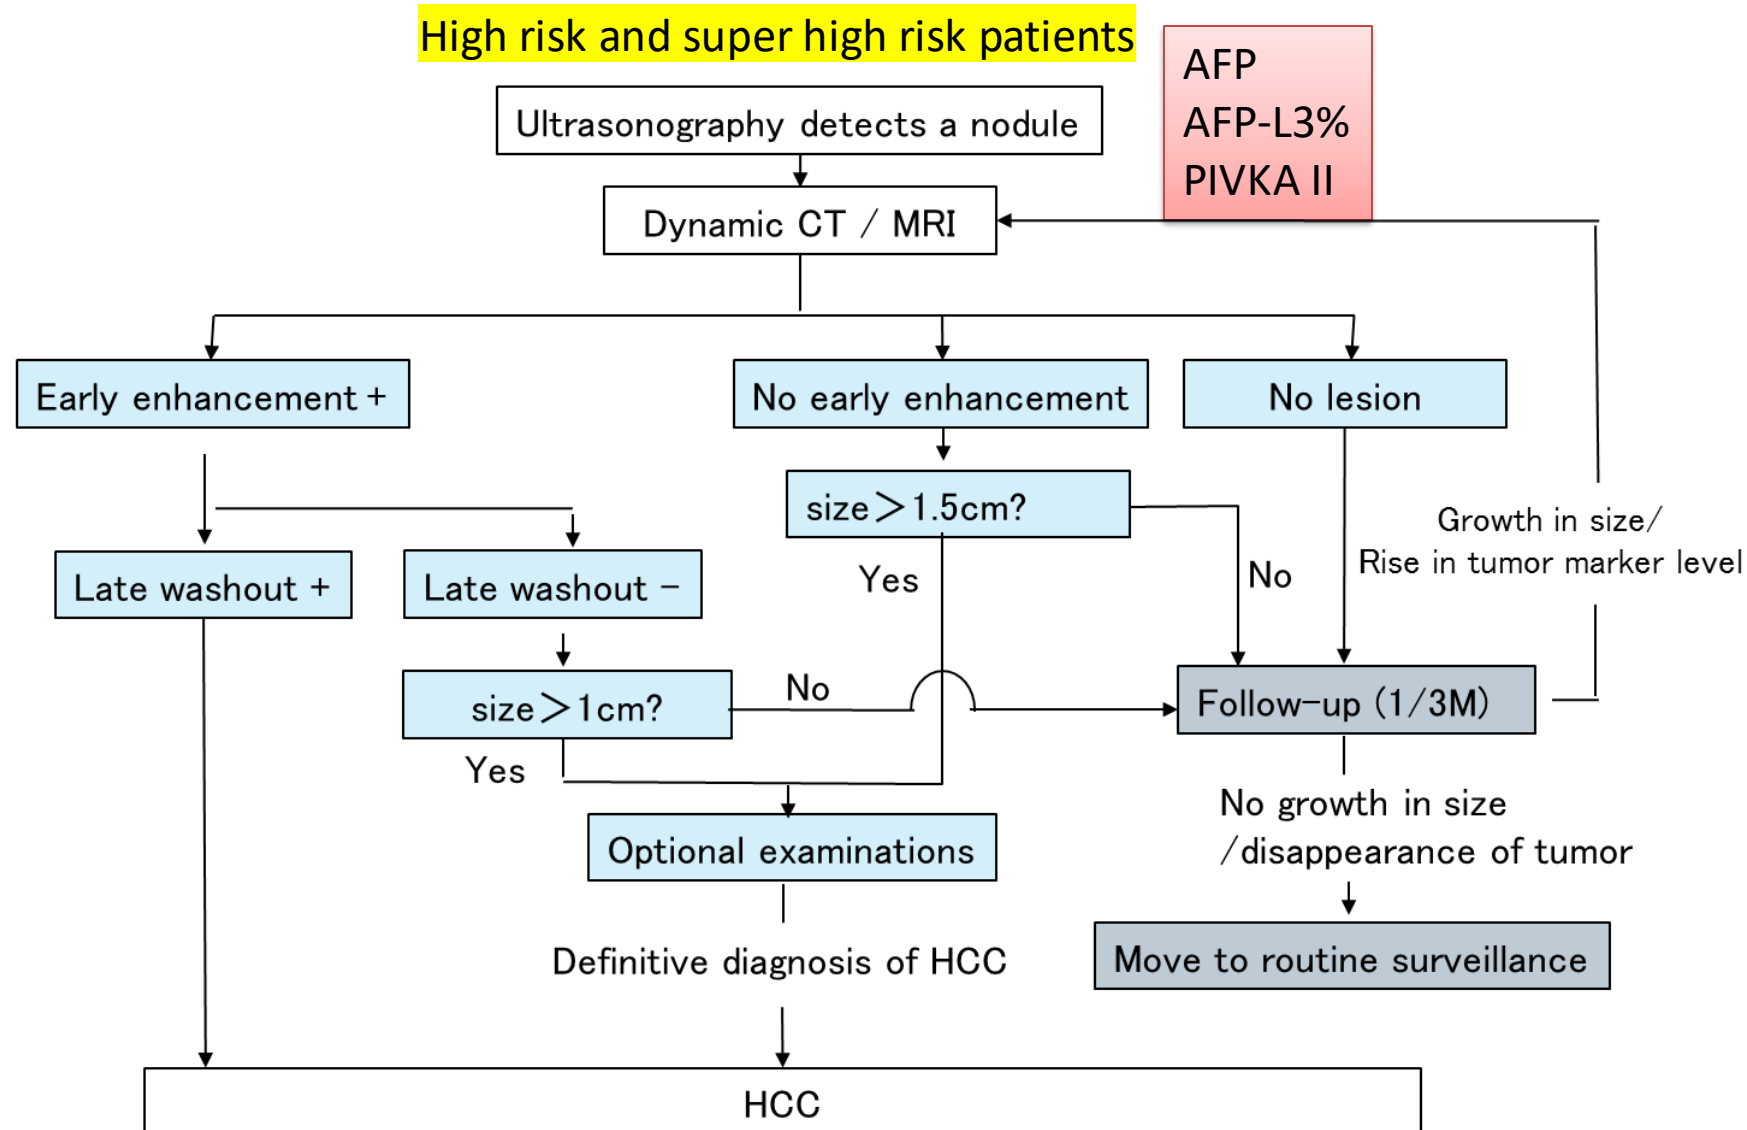 High risk and super high risk patients
AFP
AFP-L3%
PIVKA II
Ultrasonography detects a nodule
Dynamic CT / MRI
Early enhancement +
No early enhancement
No lesion
size＞1.5cm?
Growth in size/
Rise in tumor marker level
Late washout +
Late washout −
Yes
No
size＞1cm?
No
Follow-up (1/3M)
Yes
No growth in size
/disappearance of tumor
Optional examinations
Definitive diagnosis of HCC
Move to routine surveillance
HCC